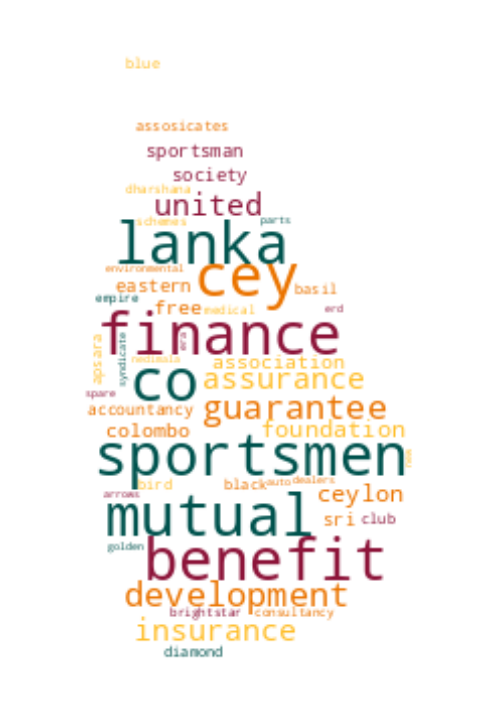 blue
assosicates
sportsman
society
dharshana
united
schemes parts
lanka
environmental cey
eastern basil
empire
free medical erd
finance
era
apsara syndicate nedimala association
co assurance
spare
accountancy guarantee
colombo foundation
sportsmen
bird black auto dealers
arrows ceylon
mutual sri club
golden benefit
development
brightstar consultancy
insurance
diamond